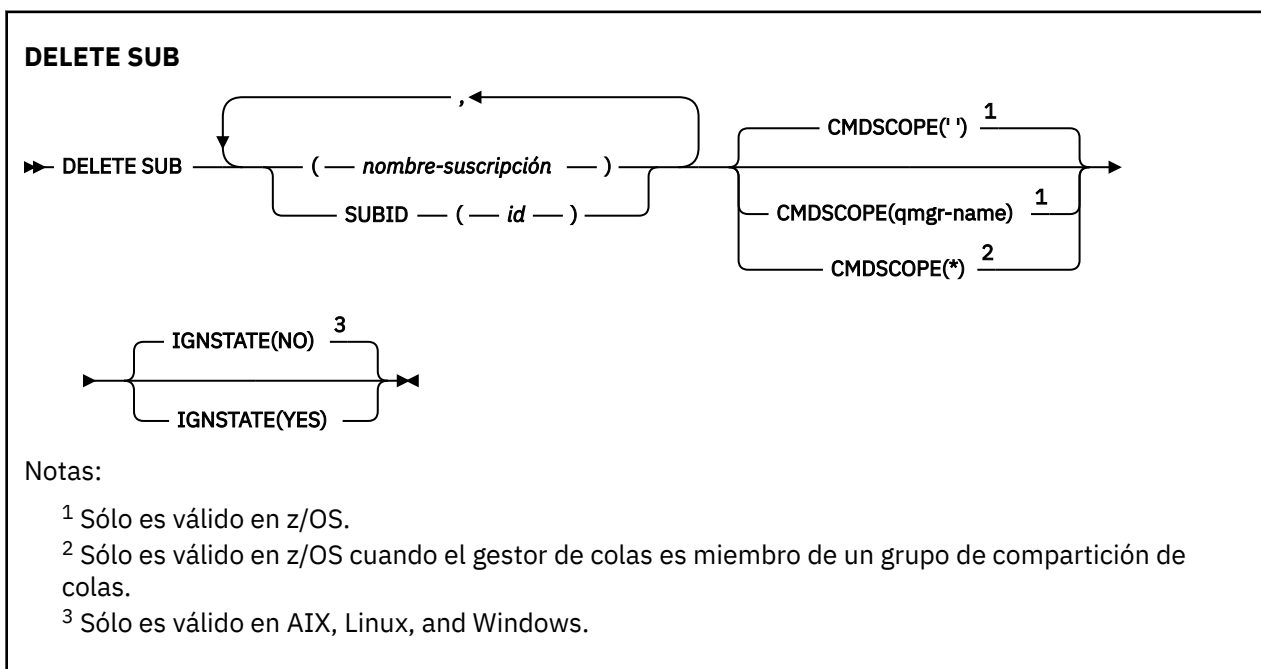 DELETE SUB
,
DELETE SUB ( nombre-suscripción ) CMDSCOPE(' ') 1
SUBID ( id ) CMDSCOPE(qmgr-name) 1
CMDSCOPE(*) 2
IGNSTATE(NO) 3
IGNSTATE(YES)
Notas:
1 Sólo es válido en z/OS.
2 Sólo es válido en z/OS cuando el gestor de colas es miembro de un grupo de compartición de
colas.
3 Sólo es válido en AIX, Linux, and Windows.